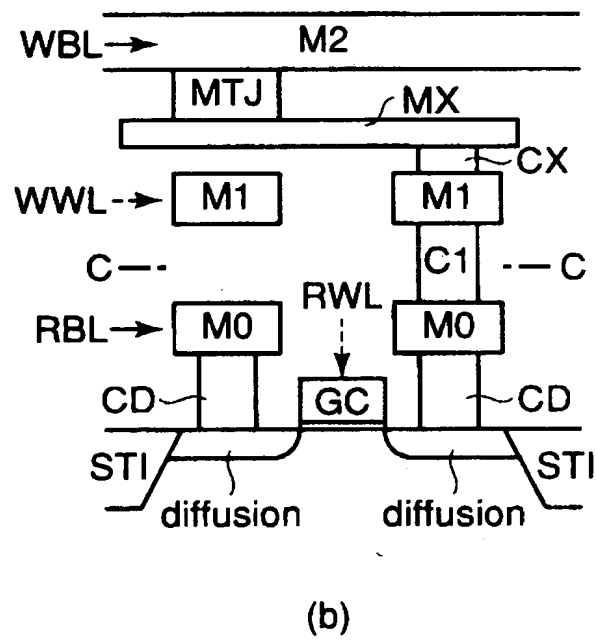 WBL M2
MTJ MX
CX
WWL M1 M1
C C1 C
RWL
RBL M0 M0
CD GC CD
STI STI
diffusion diffusion
(b)